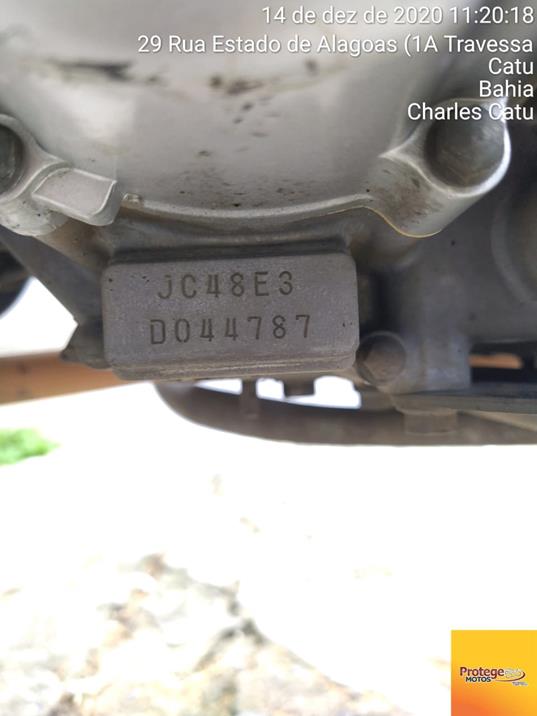 14 de dez de 2020 11:20:18
29 Rua Estado de Alagoas (1A Travessa
Catu
Bahia
Charles Catu
JC48E3
D044787
Protege
MOTOS